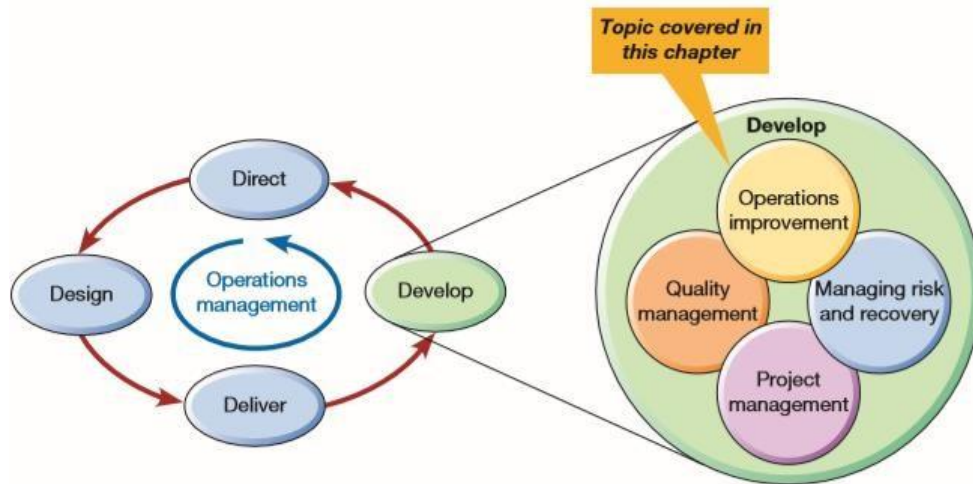 Topic covered in
this chapter
Develop
Operations
improvement
Quality
management
Managing risk
and recovery
Project
management
Direct
Design
Operations
management
Develop
Deliver